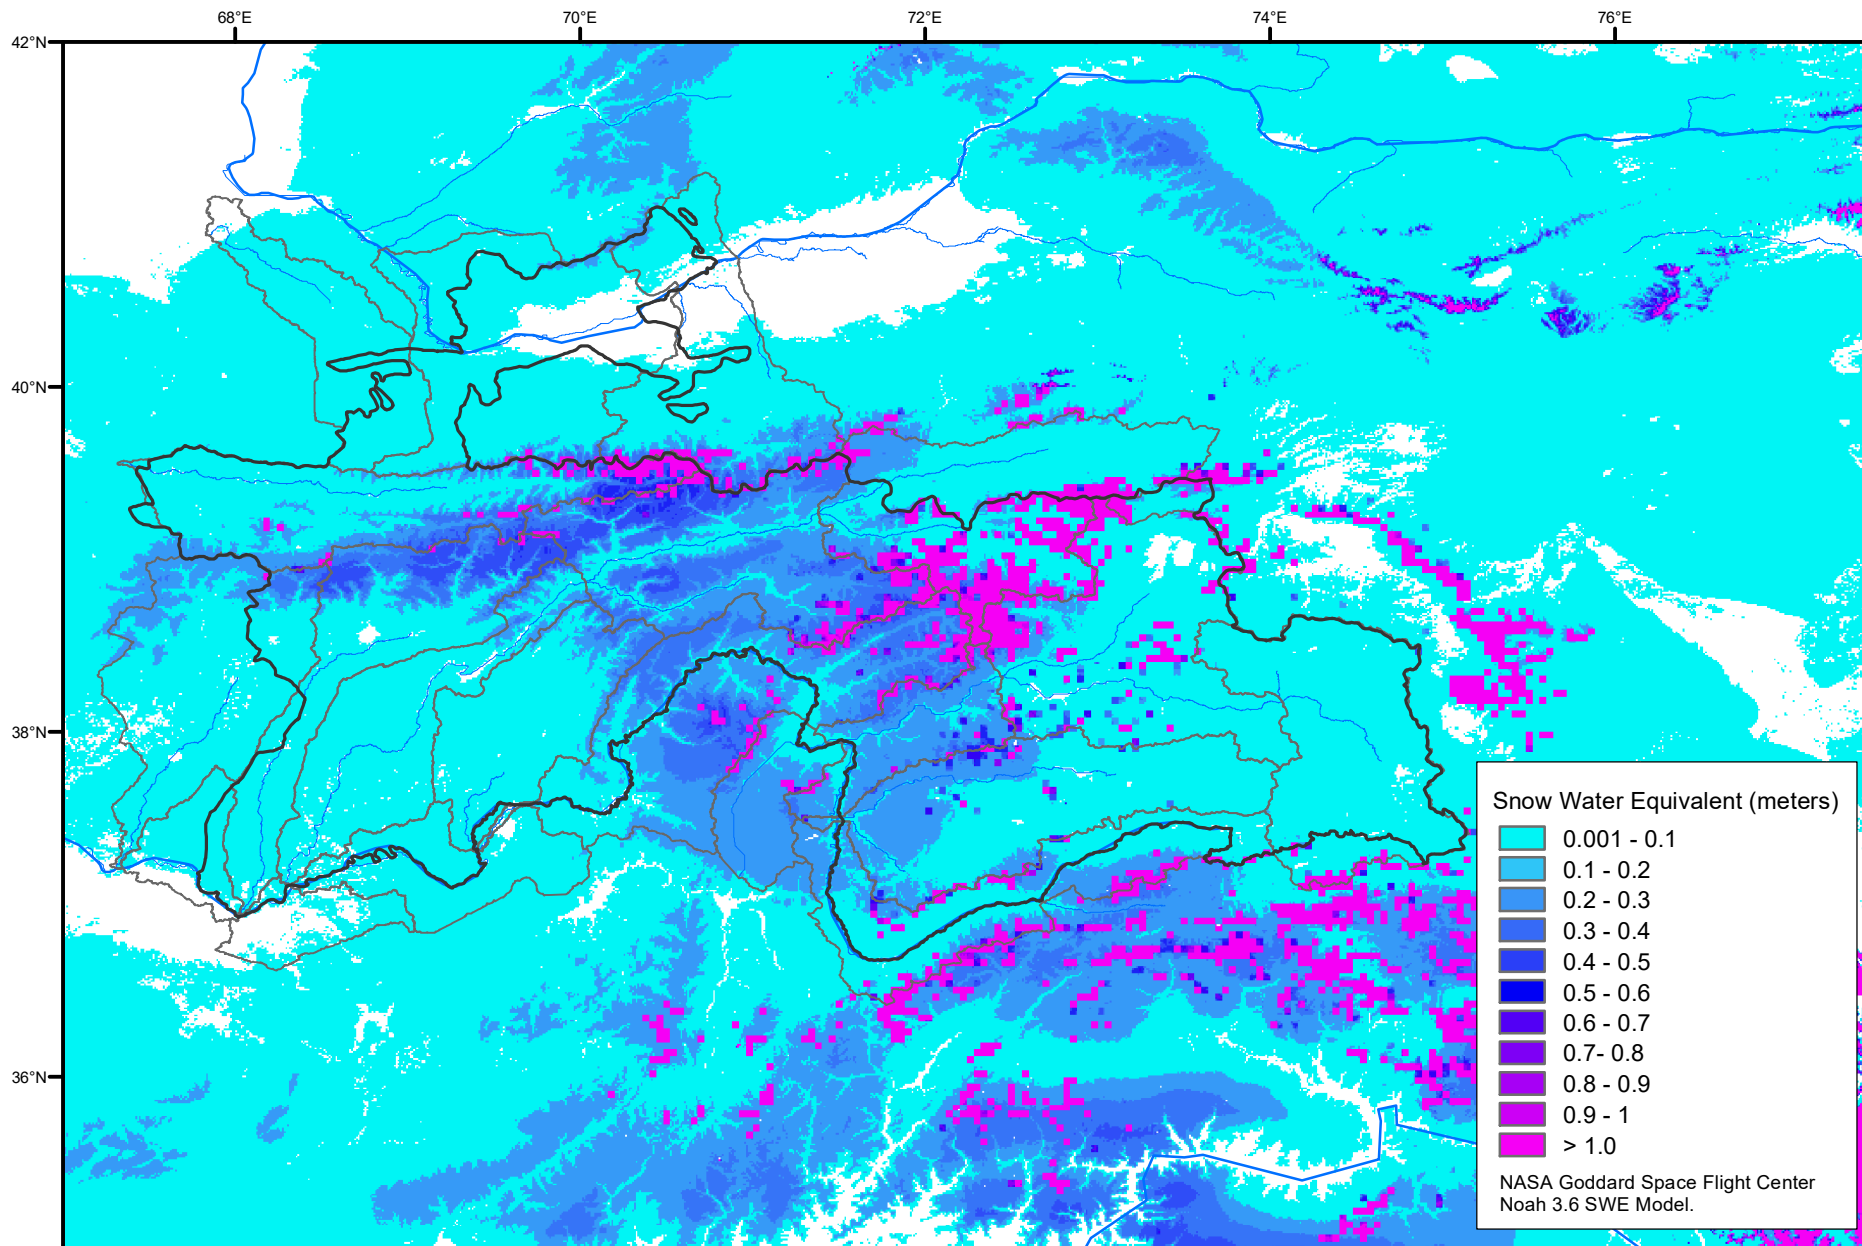 68°E
70°E
72°E
74°E
76°E
42°N
40°N
38°N
36°N
Snow Water Equivalent (meters)
0.001 - 0.1
0.1 - 0.2
0.2 - 0.3
0.3 - 0.4
0.4 - 0.5
0.5 - 0.6
0.6 - 0.7
0.7- 0.8
0.8 - 0.9
0.9 - 1
> 1.0
NASA Goddard Space Flight Center
Noah 3.6 SWE Model.